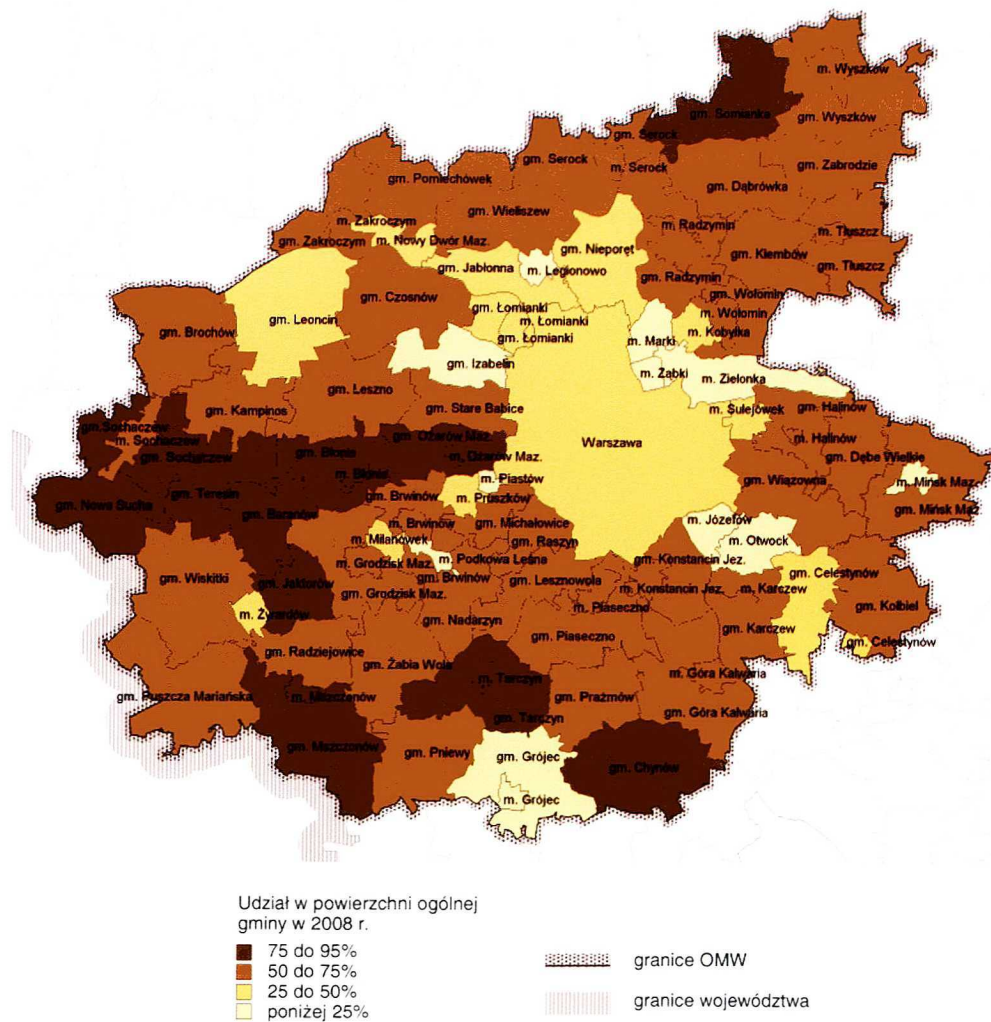 m. Wyszków
gm. Somianka
gm. Wyszków
gm. Serock
gm. Serock
m. Serock
gm. Zabrodzie
gm. Pomiechówek
gm. Dąbrówka
gm. Wieliszew
m. Zakroczym
m. Radzymin
m. Tłuszcz
gm. Zakroczym
m. Nowy Dwór Maz.
gm. Nieporęt
gm. Klembów
gm. Jabłonna
m. Legionowo
gm. Radzymin
gm. Tłuszcz
gm. Czosnów
gm. Wołomin
gm. Łomianki
m. Wołomin
gm. Brochów
gm. Leoncin
m. Łomianki
m. Kobyłka
gm. Łomianki
m. Marki
gm. Izabelin
m. Ząbki
m. Zielonka
gm. Leszno
gm. Kampinos
gm. Stare Babice
m. Sulejówek
gm. Halinów
gm. Sochaczew
m. Sochaczew
gm. Ożarów Maz.
Warszawa
m. Halinów
gm. Sochaczew
gm. Błonie
m. Ożarów Maz.
gm. Dębe Wielkie
m. Błonie
m. Piastów
gm. Wiązowna
m. Mińsk Maz.
gm. Nowa Sucha
gm. Teresin
gm. Brwinów
m. Pruszków
gm. Mińsk Maz.
gm. Baranów
m. Brwinów
gm. Michałowice
m. Józefów
m. Milanówek
gm. Raszyn
m. Otwock
m. Grodzisk Maz.
m. Podkowa Leśna
gm. Konstancin Jez.
gm. Wiskitki
gm. Jaktorów
gm. Brwinów
gm. Lesznowola
gm. Celestynów
gm. Grodzisk Maz.
m. Konstancin Jez.
m. Karczew
m. Żyrardów
m. Piaseczno
gm. Kołbiel
gm. Nadarzyn
gm. Piaseczno
gm. Karczew
gm. Celestynów
gm. Radziejowice
gm. Żabia Wola
m. Tarczyn
m. Góra Kalwaria
gm. Puszcza Mariańska
m. Mszczonów
gm. Prażmów
gm. Góra Kalwaria
gm. Tarczyn
gm. Mszczonów
gm. Pniewy
gm. Grójec
gm. Chynów
m. Grójec
Udział w powierzchni ogólnej
gminy w 2008 r.
75 do 95%
50 do 75%
25 do 50%
poniżej 25%
granice OMW
granice województwa